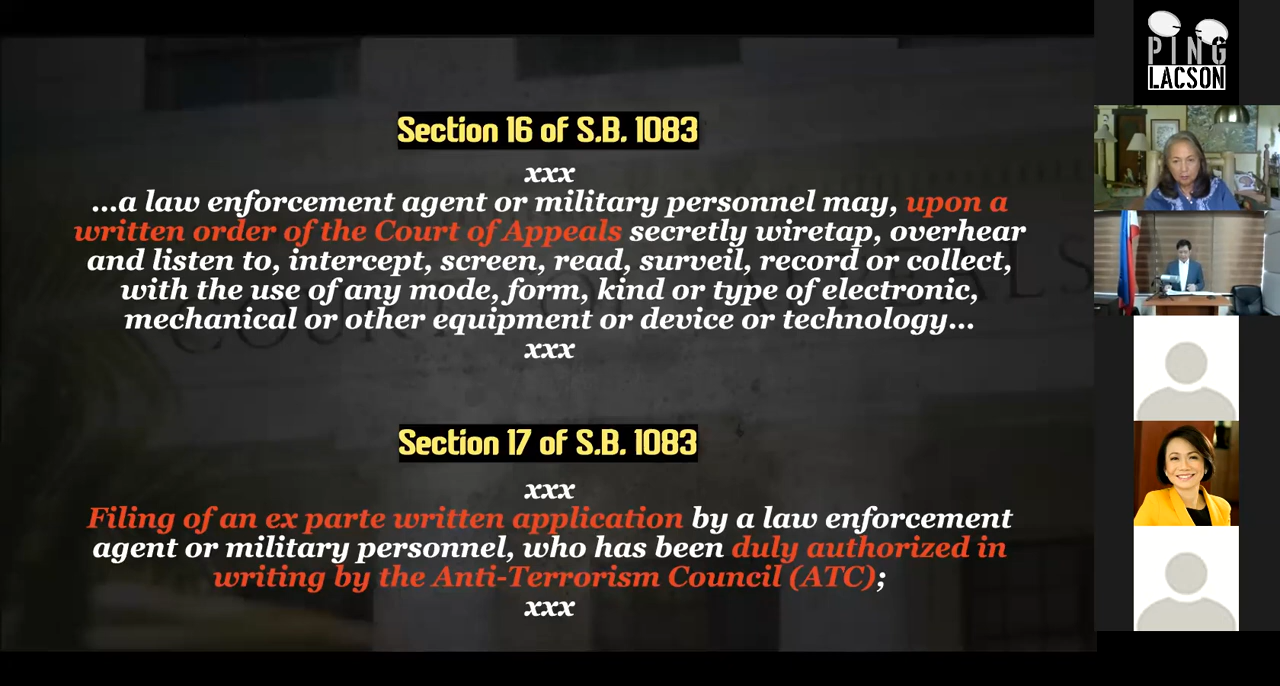 Section 16 of S.B. 1083
xxx
...a law enforcement agent or military personnel may, upon a
written order of the Court of Appeals secretly wiretap, overhear
and listen to, intercept, screen, read, surveil, record or collect,
with the use of any mode, form, kind or type of electronic,
mechanical or other equipment or device or technology...
xxx
Section 17 of S.B. 1083
xxx
Filing of an ex parte written application by a law enforcement
agent or military personnel, who has been duly authorized in
writing by the Anti-Terrorism Council (ATC);
xxx
PING
LACSON